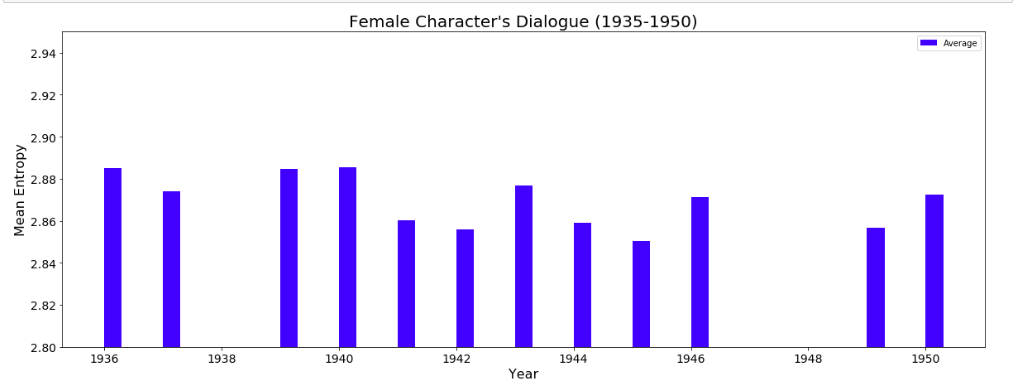 Female Character's Dialogue (1935-1950)
Average
Mean Entropy
2.94
2.92
2.90
2.88
2.86
2.84
2.82
2.80
1936 1938 1940 1942 1944 1946 1948 1950
Year